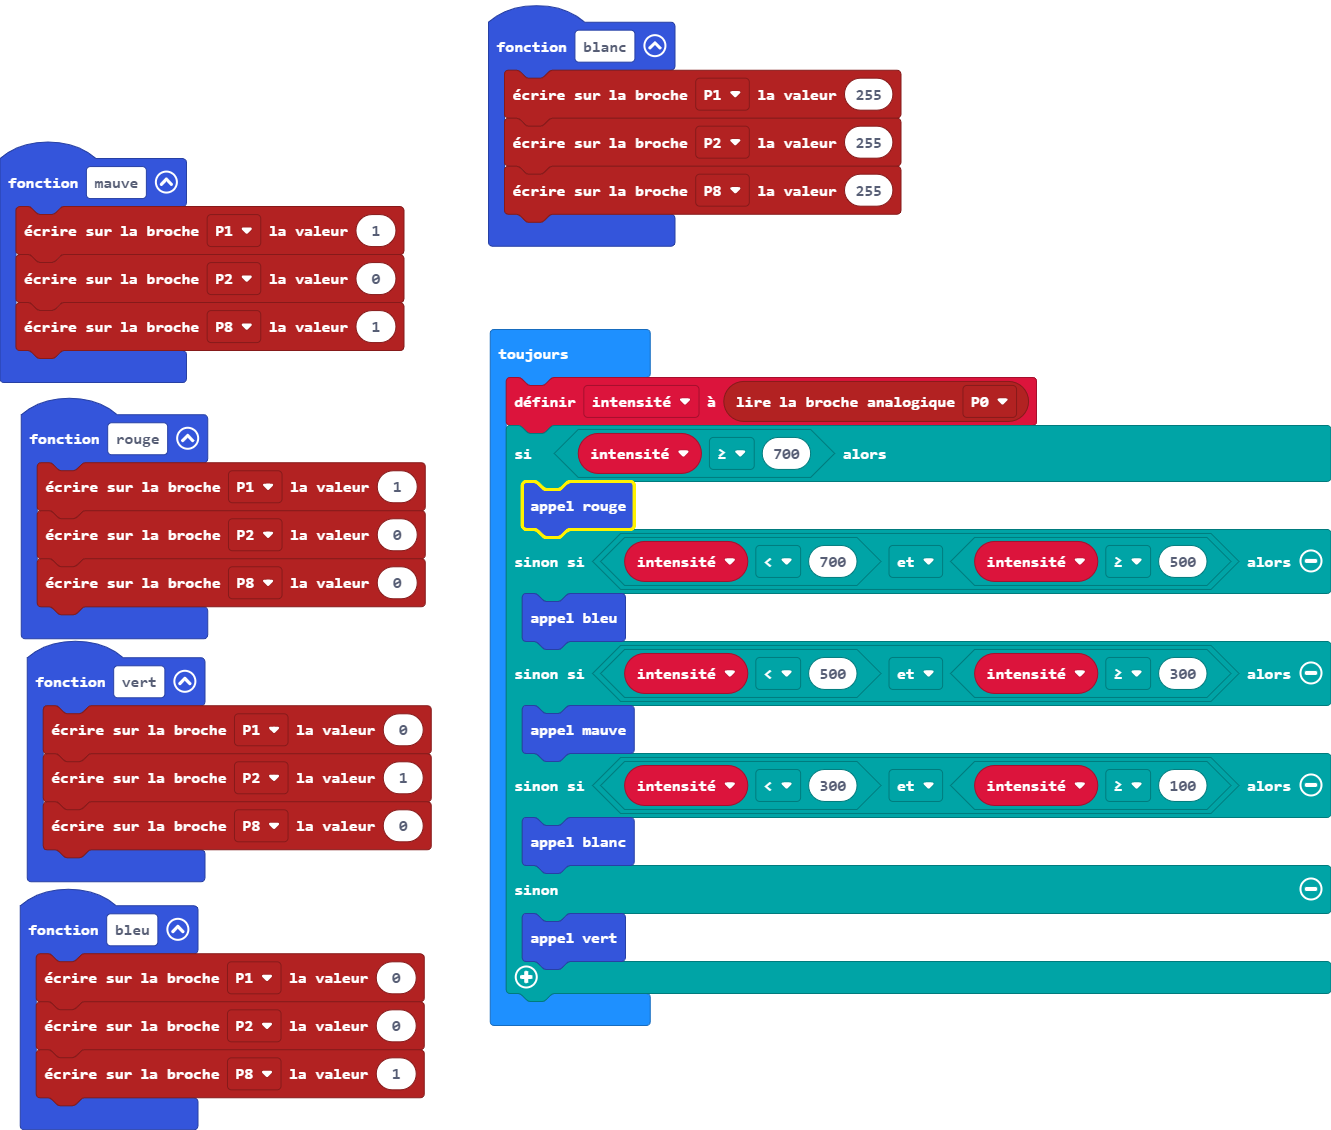 fonction mauve
écrire sur la broche P1 la valeur 1
écrire sur la broche P2 la valeur 0
écrire sur la broche P8 la valeur 1
fonction rouge
écrire sur la broche P1 la valeur 1
écrire sur la broche P2 la valeur 0
écrire sur la broche P8 la valeur 0
fonction vert
écrire sur la broche P1 la valeur 0
écrire sur la broche P2 la valeur 1
écrire sur la broche P8 la valeur 0
fonction bleu
écrire sur la broche P1 la valeur 0
écrire sur la broche P2 la valeur 0
écrire sur la broche P8 la valeur 1
fonction blanc
écrire sur la broche P1 la valeur 255
écrire sur la broche P2 la valeur 255
écrire sur la broche P8 la valeur 255
toujours
définir intensité à lire la broche analogique P0
si intensité ≥ 700 alors
appel rouge
sinon si intensité < 700 et intensité ≥ 500 alors
appel bleu
sinon si intensité < 500 et intensité ≥ 300 alors
appel mauve
sinon si intensité < 300 et intensité ≥ 100 alors
appel blanc
sinon
appel vert